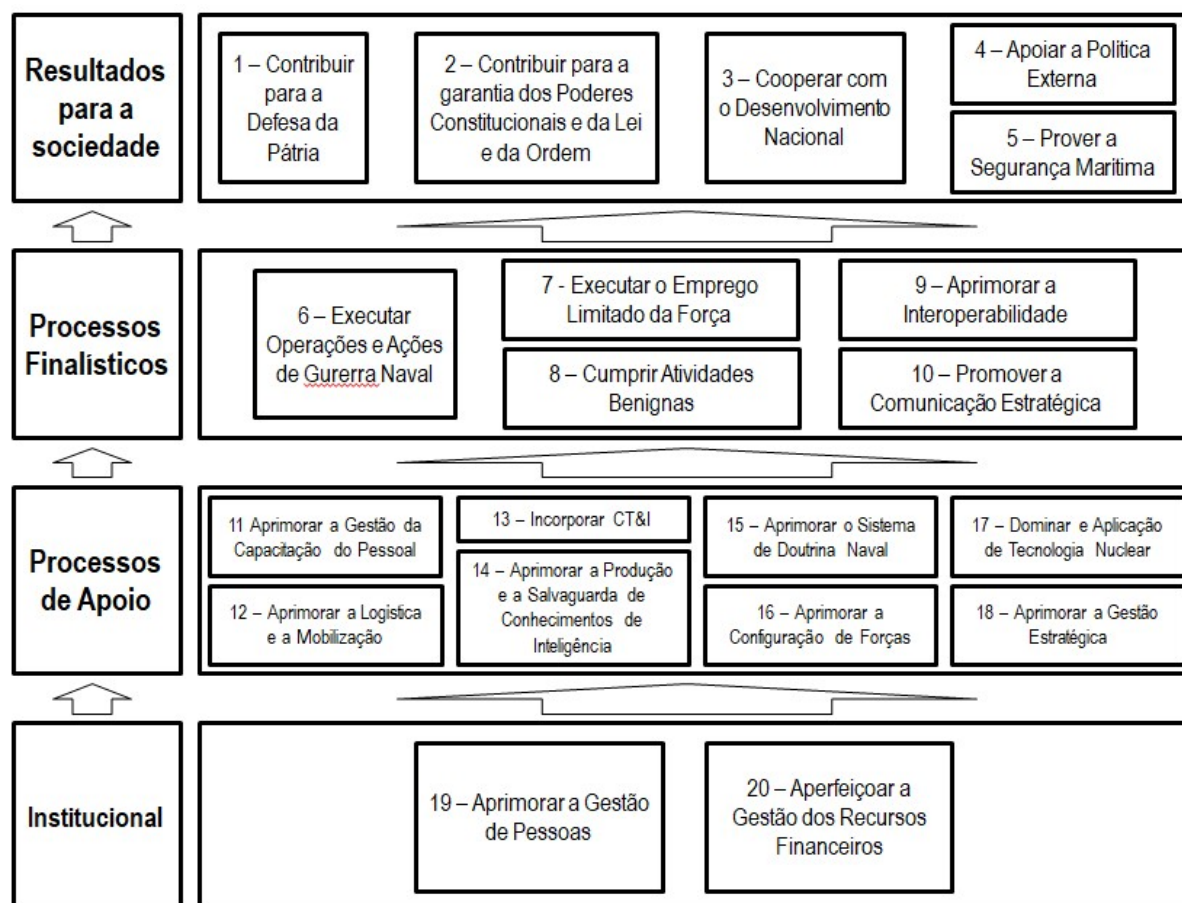 Resultados
para a
sociedade
1 – Contribuir
para a
Defesa da
Pátria
2 – Contribuir para a
garantia dos Poderes
Constitucionais e da Lei
e da Ordem
3 – Cooperar com
o Desenvolvimento
Nacional
4 – Apoiar a Política
Externa
5 – Prover a
Segurança Marítima
Processos
Finalísticos
6 – Executar
Operações e Ações
de Gurerra Naval
7 - Executar o Emprego
Limitado da Força
8 – Cumprir Atividades
Benignas
9 – Aprimorar a
Interoperabilidade
10 – Promover a
Comunicação Estratégica
Processos
de Apoio
11 Aprimorar a Gestão da
Capacitação do Pessoal
12 – Aprimorar a Logística
e a Mobilização
13 – Incorporar CT&I
14 – Aprimorar a Produção
e a Salvaguarda de
Conhecimentos de
Inteligência
15 – Aprimorar o Sistema
de Doutrina Naval
16 – Aprimorar a
Configuração de Forças
17 – Dominar e Aplicação
de Tecnologia Nuclear
18 – Aprimorar a Gestão
Estratégica
Institucional
19 – Aprimorar a Gestão
de Pessoas
20 – Aperfeiçoar a
Gestão dos Recursos
Financeiros